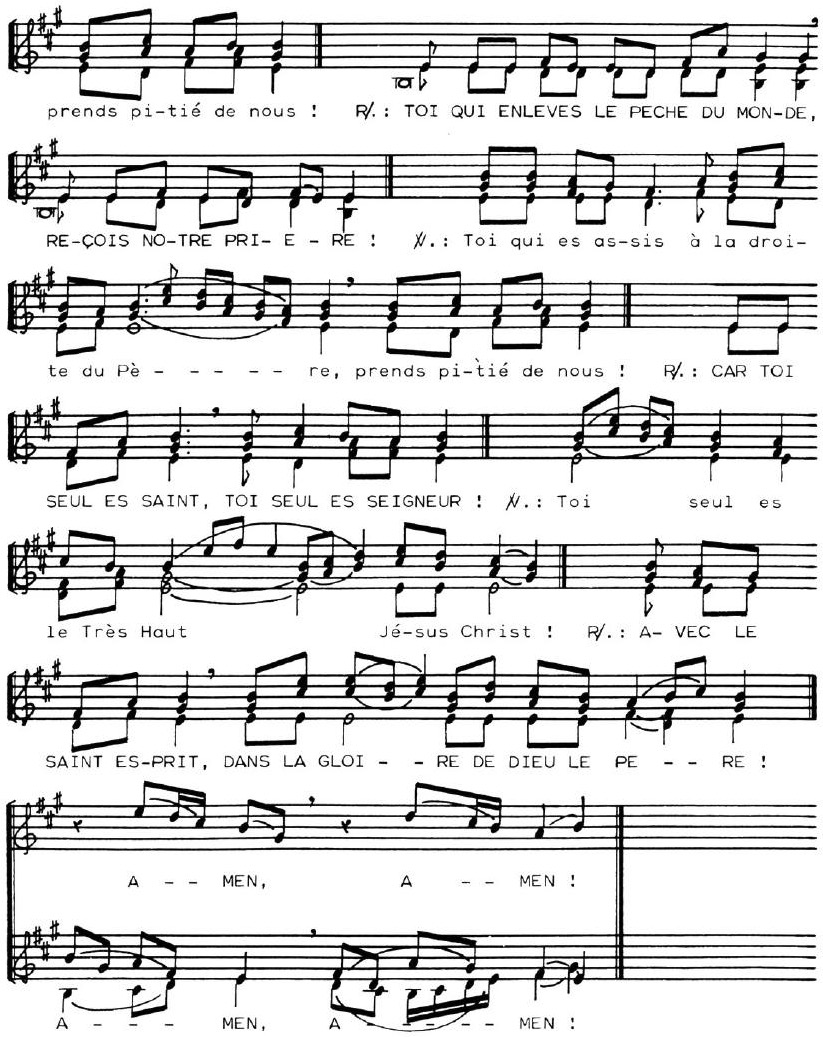 prends pi-tié de nous ! R/.: TOI QUI ENLEVES LE PECHE DU MON-DE,
RE-ÇOIS NO-TRE PRI- E - RE ! V/.: Toi qui es as-sis à la droi-
te du Pè - - - - - re, prends pi-tié de nous ! R/.: CAR TOI
SEUL ES SAINT, TOI SEUL ES SEIGNEUR ! V/.: Toi seul es
le Très Haut Jé-sus Christ ! R/.: A- VEC LE
SAINT ES-PRIT, DANS LA GLOI - - RE DE DIEU LE PE - - RE !
A - - MEN, A - - MEN !
A - - - MEN, A - - - - - MEN !